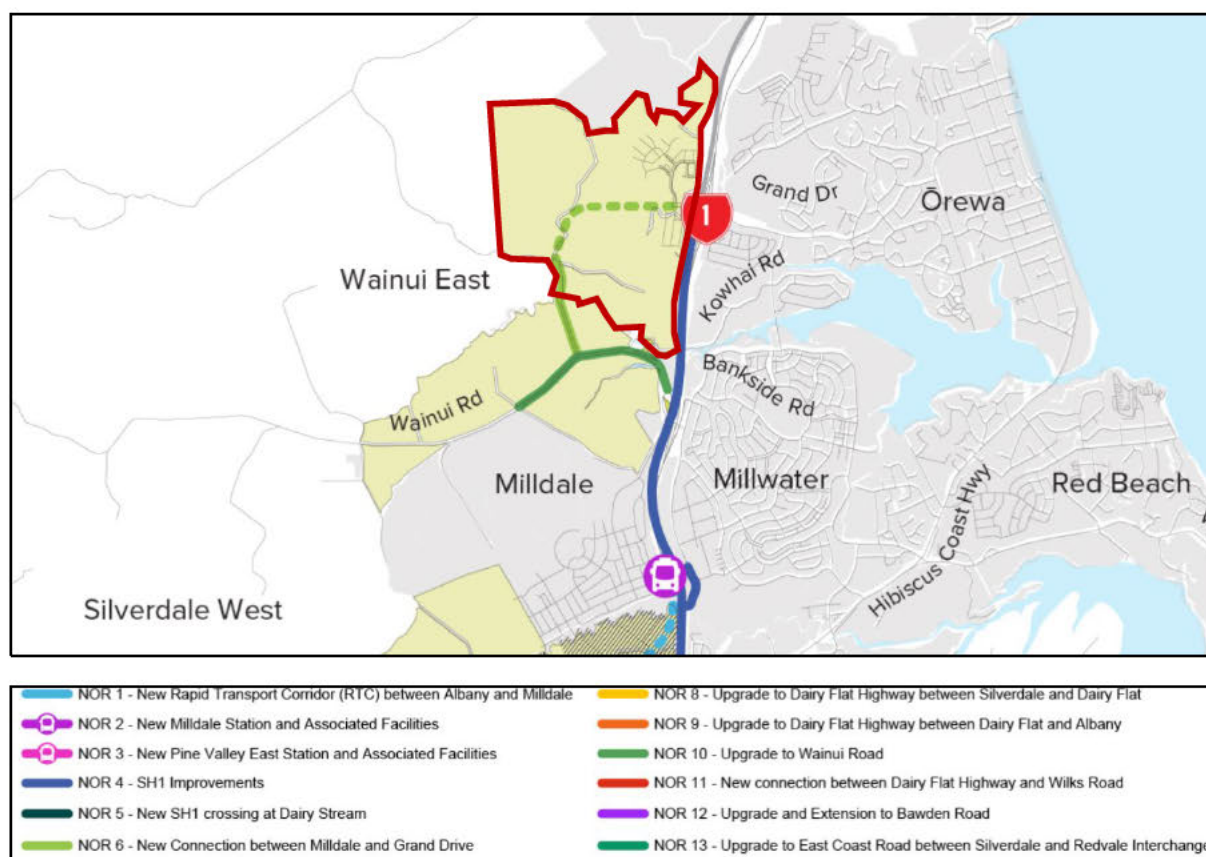 Grand Dr
Ōrewa
1
Wainui East
Kowhai Rd
Bankside Rd
Wainui Rd
Milldale
Millwater
Red Beach
Hibiscus Coast Hwy
Silverdale West
NOR 1 - New Rapid Transport Corridor (RTC) between Albany and Milldale
NOR 2 - New Milldale Station and Associated Facilities
NOR 3 - New Pine Valley East Station and Associated Facilities
NOR 4 - SH1 Improvements
NOR 5 - New SH1 crossing at Dairy Stream
NOR 6 - New Connection between Milldale and Grand Drive
NOR 8 - Upgrade to Dairy Flat Highway between Silverdale and Dairy Flat
NOR 9 - Upgrade to Dairy Flat Highway between Dairy Flat and Albany
NOR 10 - Upgrade to Wainui Road
NOR 11 - New connection between Dairy Flat Highway and Wilks Road
NOR 12 - Upgrade and Extension to Bawden Road
NOR 13 - Upgrade to East Coast Road between Silverdale and Redvale Interchange